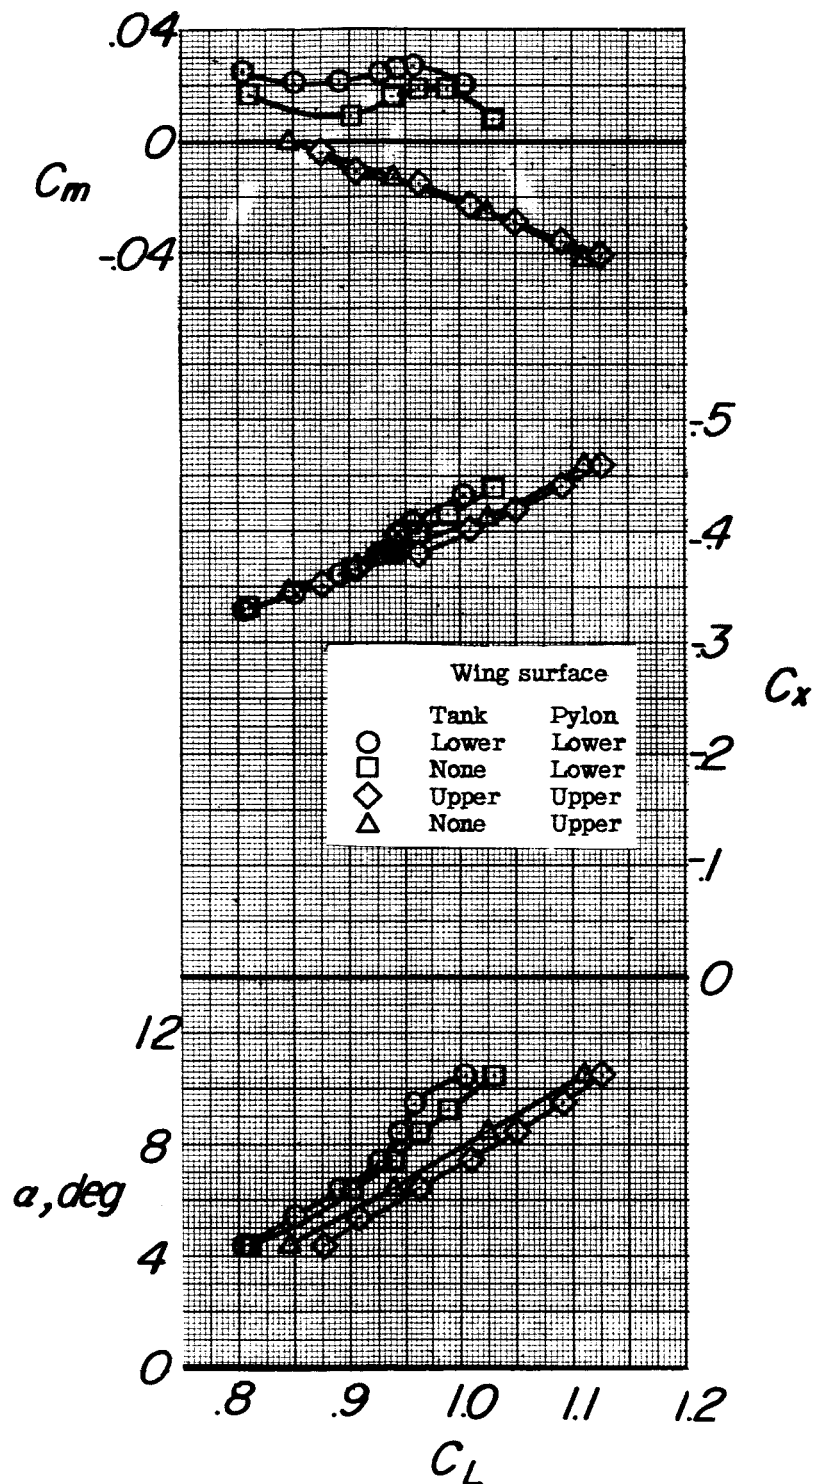 .04
0
Cm
-.04
-.5
-.4
-.3
Cx
-.2
-.1
0
Wing surface
Tank Pylon
Lower Lower
None Lower
Upper Upper
None Upper
12
8
α, deg
4
0
.8 .9 1.0 1.1 1.2
CL